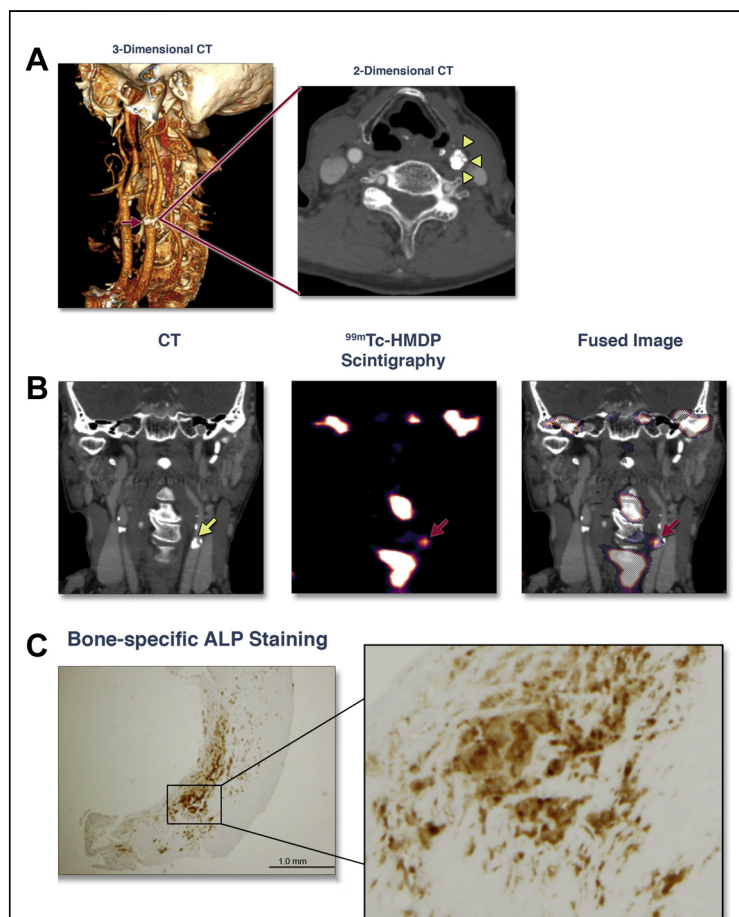 3-Dimensional CT
A
2-Dimensional CT
CT
99mTc-HMDP
Scintigraphy
Fused Image
B
C
Bone-specific ALP Staining
1.0 mm